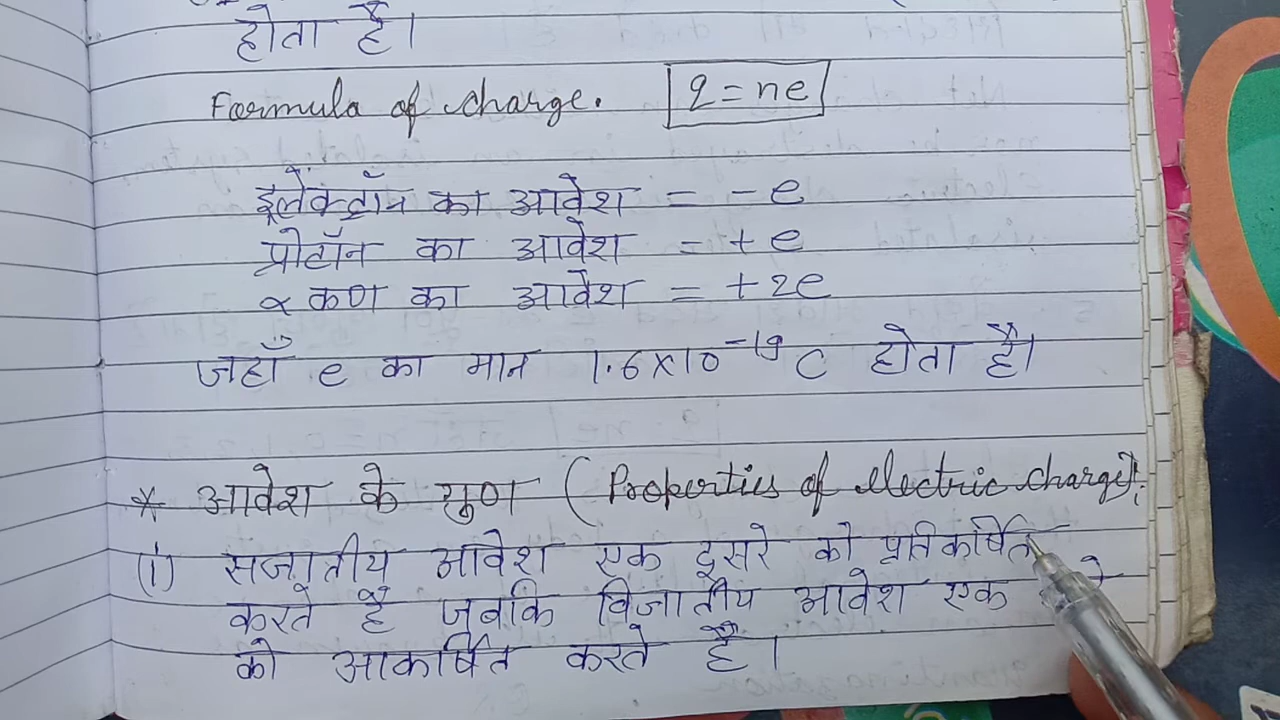 होता है।
Formula of charge. q = ne
इलेक्ट्रॉन का आवेश = - e
प्रोटॉन का आवेश = + e
α कण का आवेश = + 2e
जहाँ e का मान 1.6×10⁻¹⁹ C होता है।
* आवेश के गुण (Properties of electric charge):
(i) सजातीय आवेश एक दूसरे को प्रतिकर्षित
करते हैं जबकि विजातीय आवेश एक
को आकर्षित करते हैं।